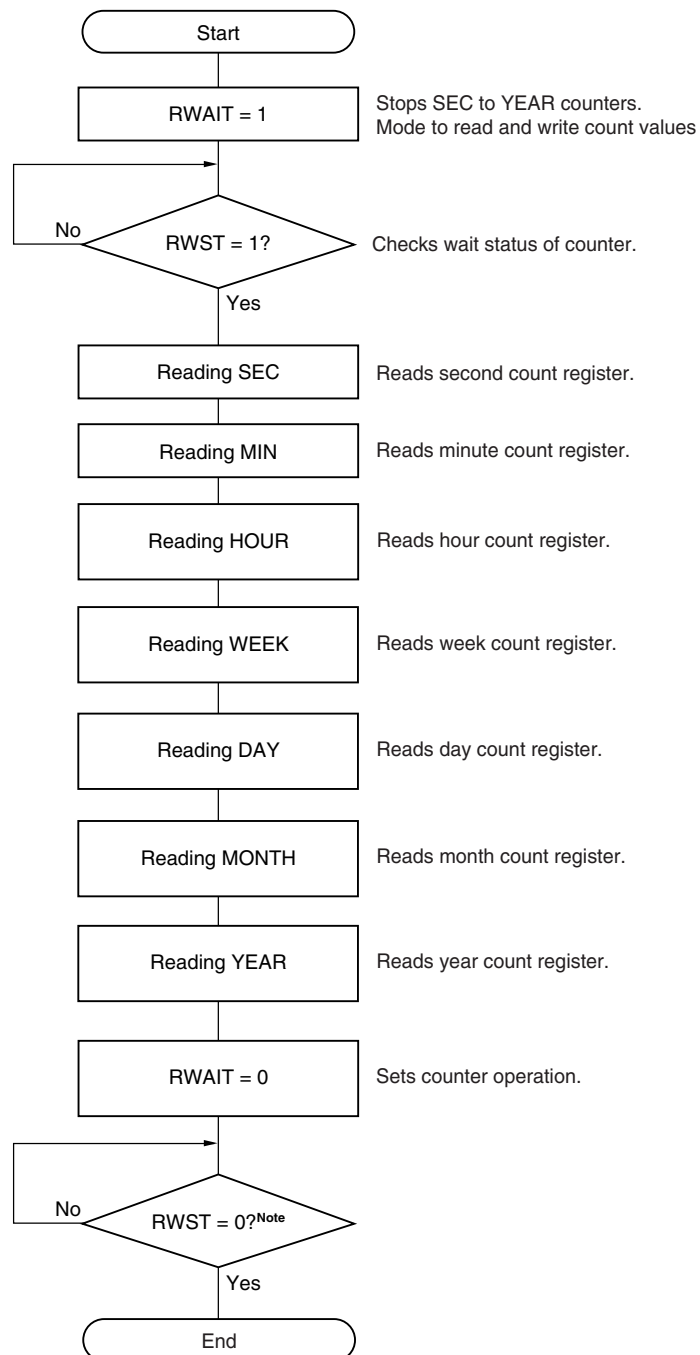 Start
RWAIT = 1
Stops SEC to YEAR counters.
Mode to read and write count values
No
RWST = 1?
Checks wait status of counter.
Yes
Reading SEC
Reads second count register.
Reading MIN
Reads minute count register.
Reading HOUR
Reads hour count register.
Reading WEEK
Reads week count register.
Reading DAY
Reads day count register.
Reading MONTH
Reads month count register.
Reading YEAR
Reads year count register.
RWAIT = 0
Sets counter operation.
No
RWST = 0?Note
Yes
End